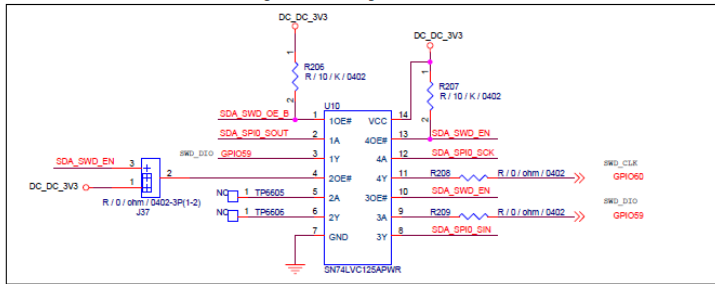 DC_DC_3V3
DC_DC_3V3
1
R206
R / 10 / K / 0402
2
1
R207
R / 10 / K / 0402
2
U10
SDA_SWD_OE_B 1 1OE# VCC 14
SDA_SPI0_SOUT 2 1A 4OE# 13 SDA_SWD_EN
SWD_DIO GPIO59 3 1Y 4A 12 SDA_SPI0_SCK
SDA_SWD_EN 3
2 4 2OE# 4Y 11 R208 R / 0 / ohm / 0402 GPIO60
SWD_CLK
DC_DC_3V3 1
NC 1 TP6605 5 2A 3OE# 10 SDA_SWD_EN
SWD_DIO
R / 0 / ohm / 0402-3P(1-2)
J37
NC 1 TP6606 6 2Y 3A 9 R209 R / 0 / ohm / 0402 GPIO59
7 GND 3Y 8 SDA_SPI0_SIN
SN74LVC125APWR